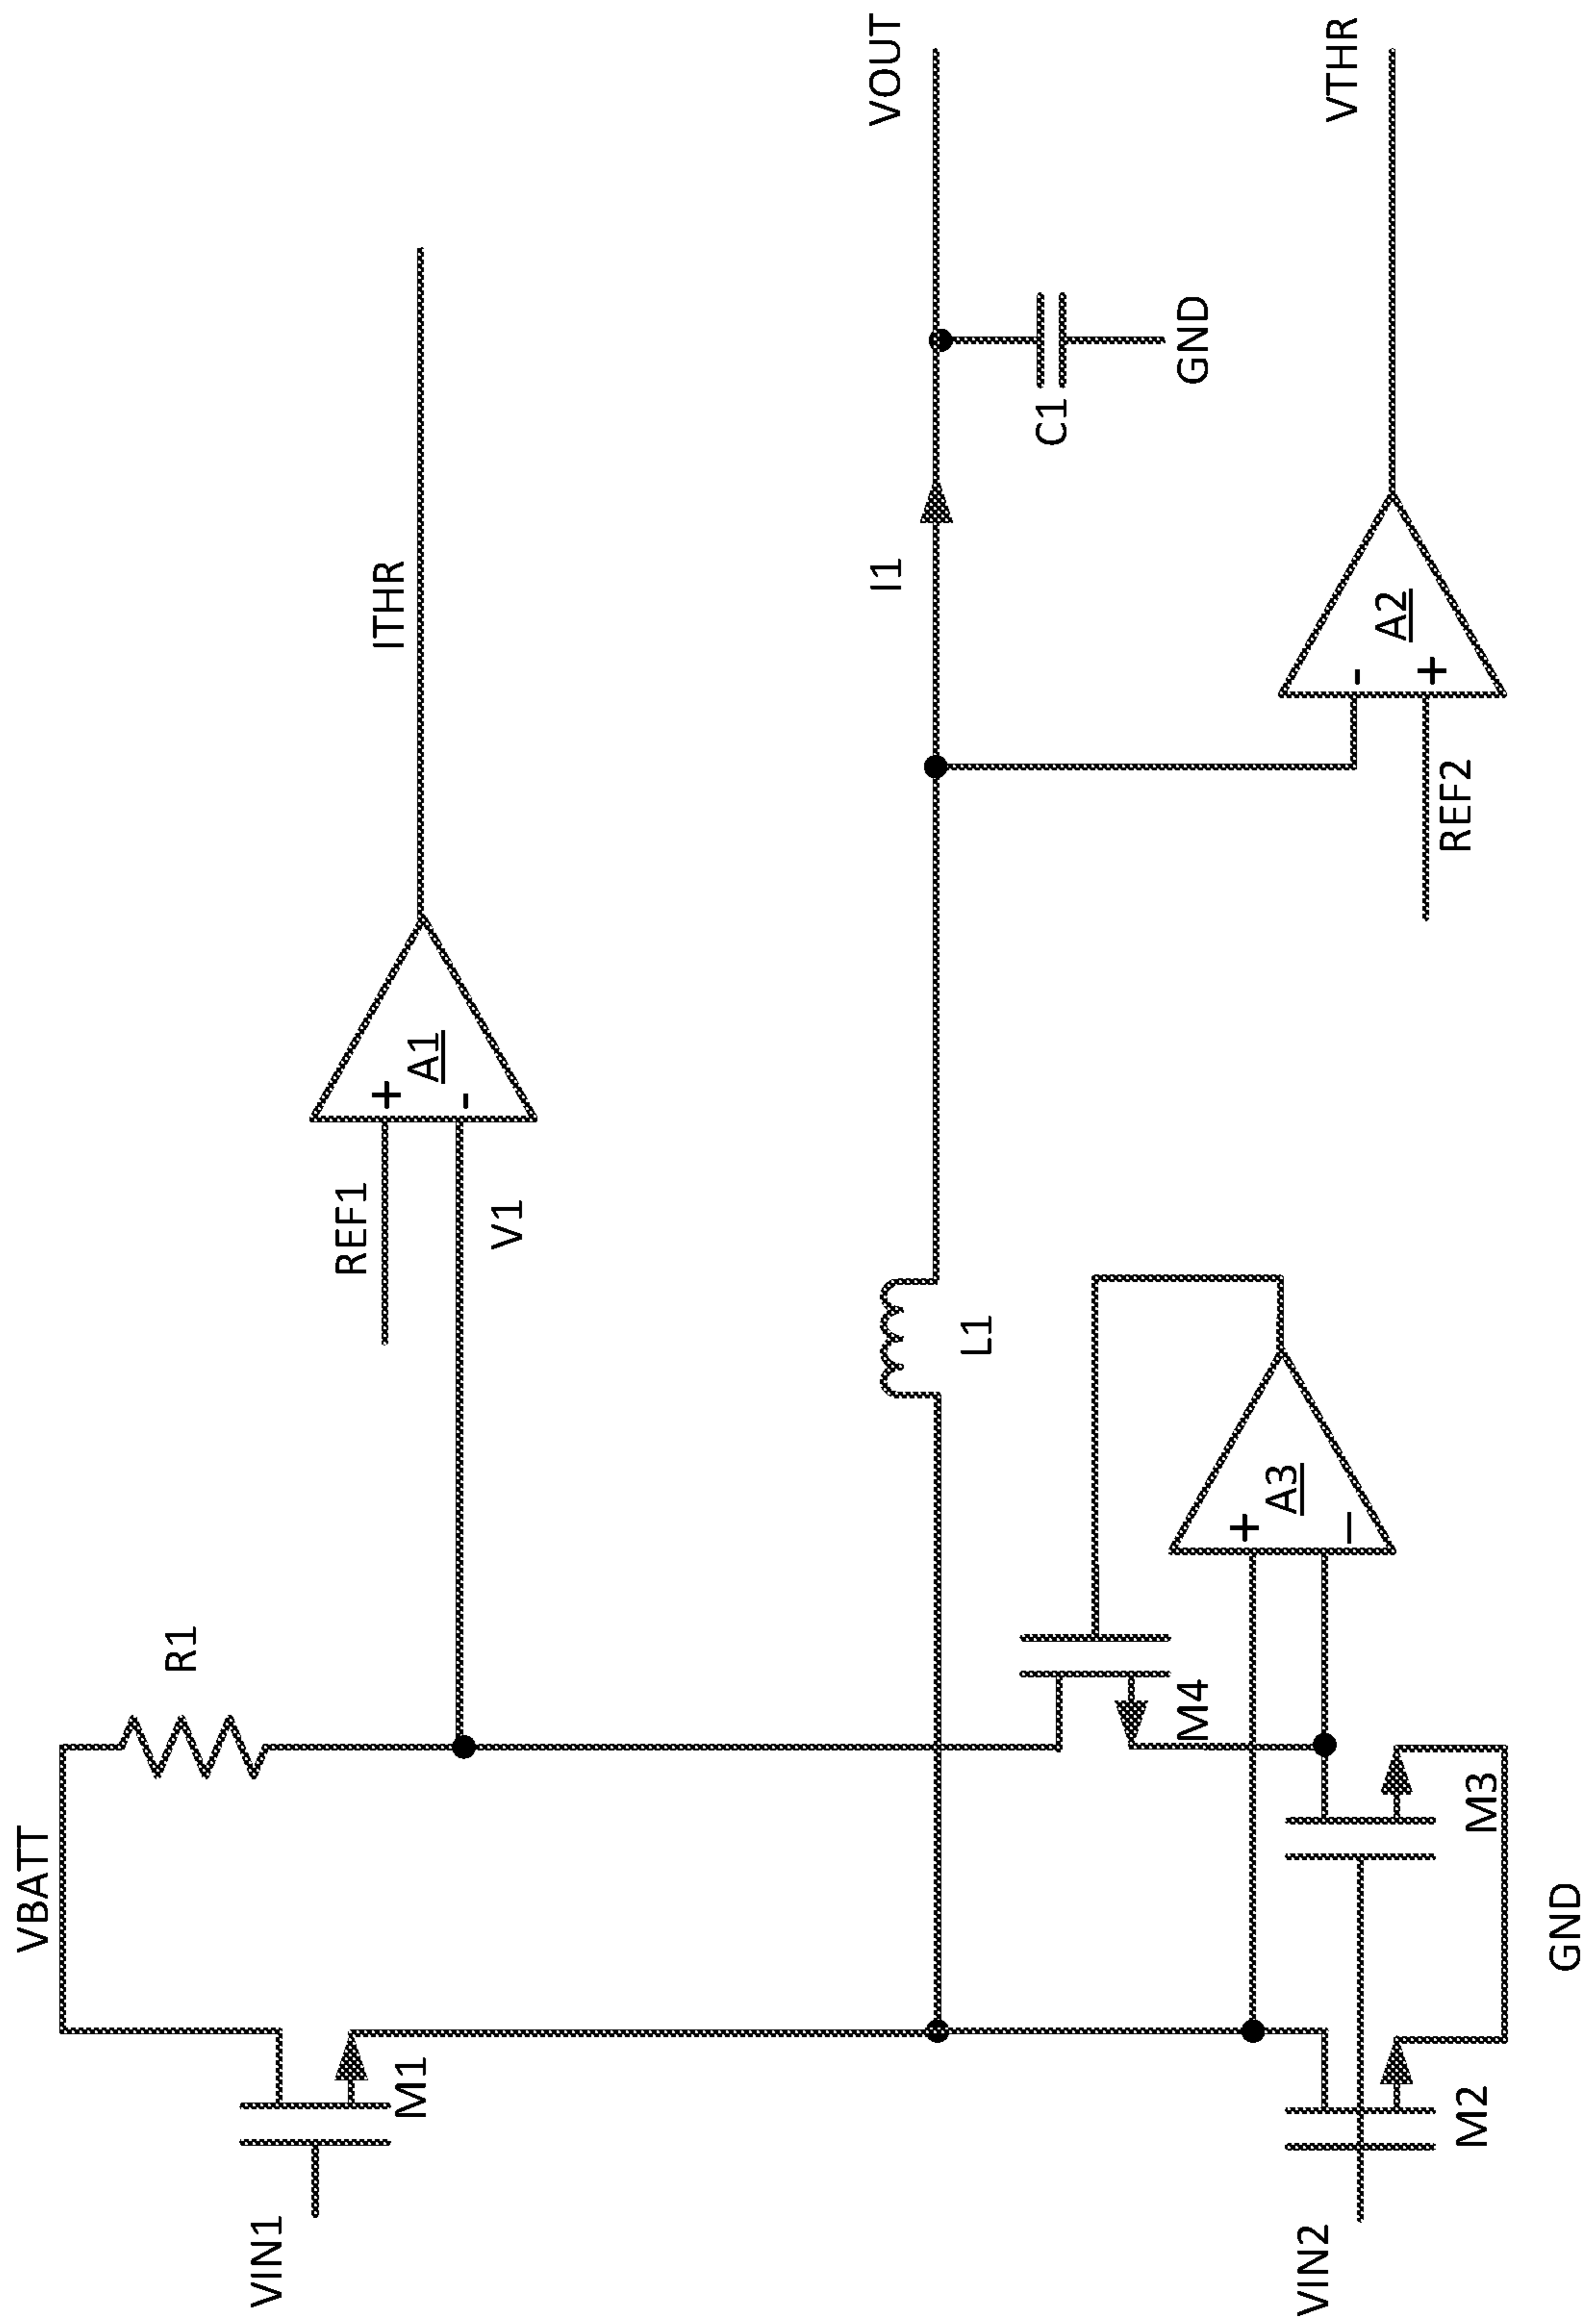 VBATT
R1
VIN1
M1
REF1
+
-
A1
V1
ITHR
L1
I1
VOUT
C1
GND
M4
+
−
A3
VIN2
M2
M3
GND
REF2
-
+
A2
VTHR